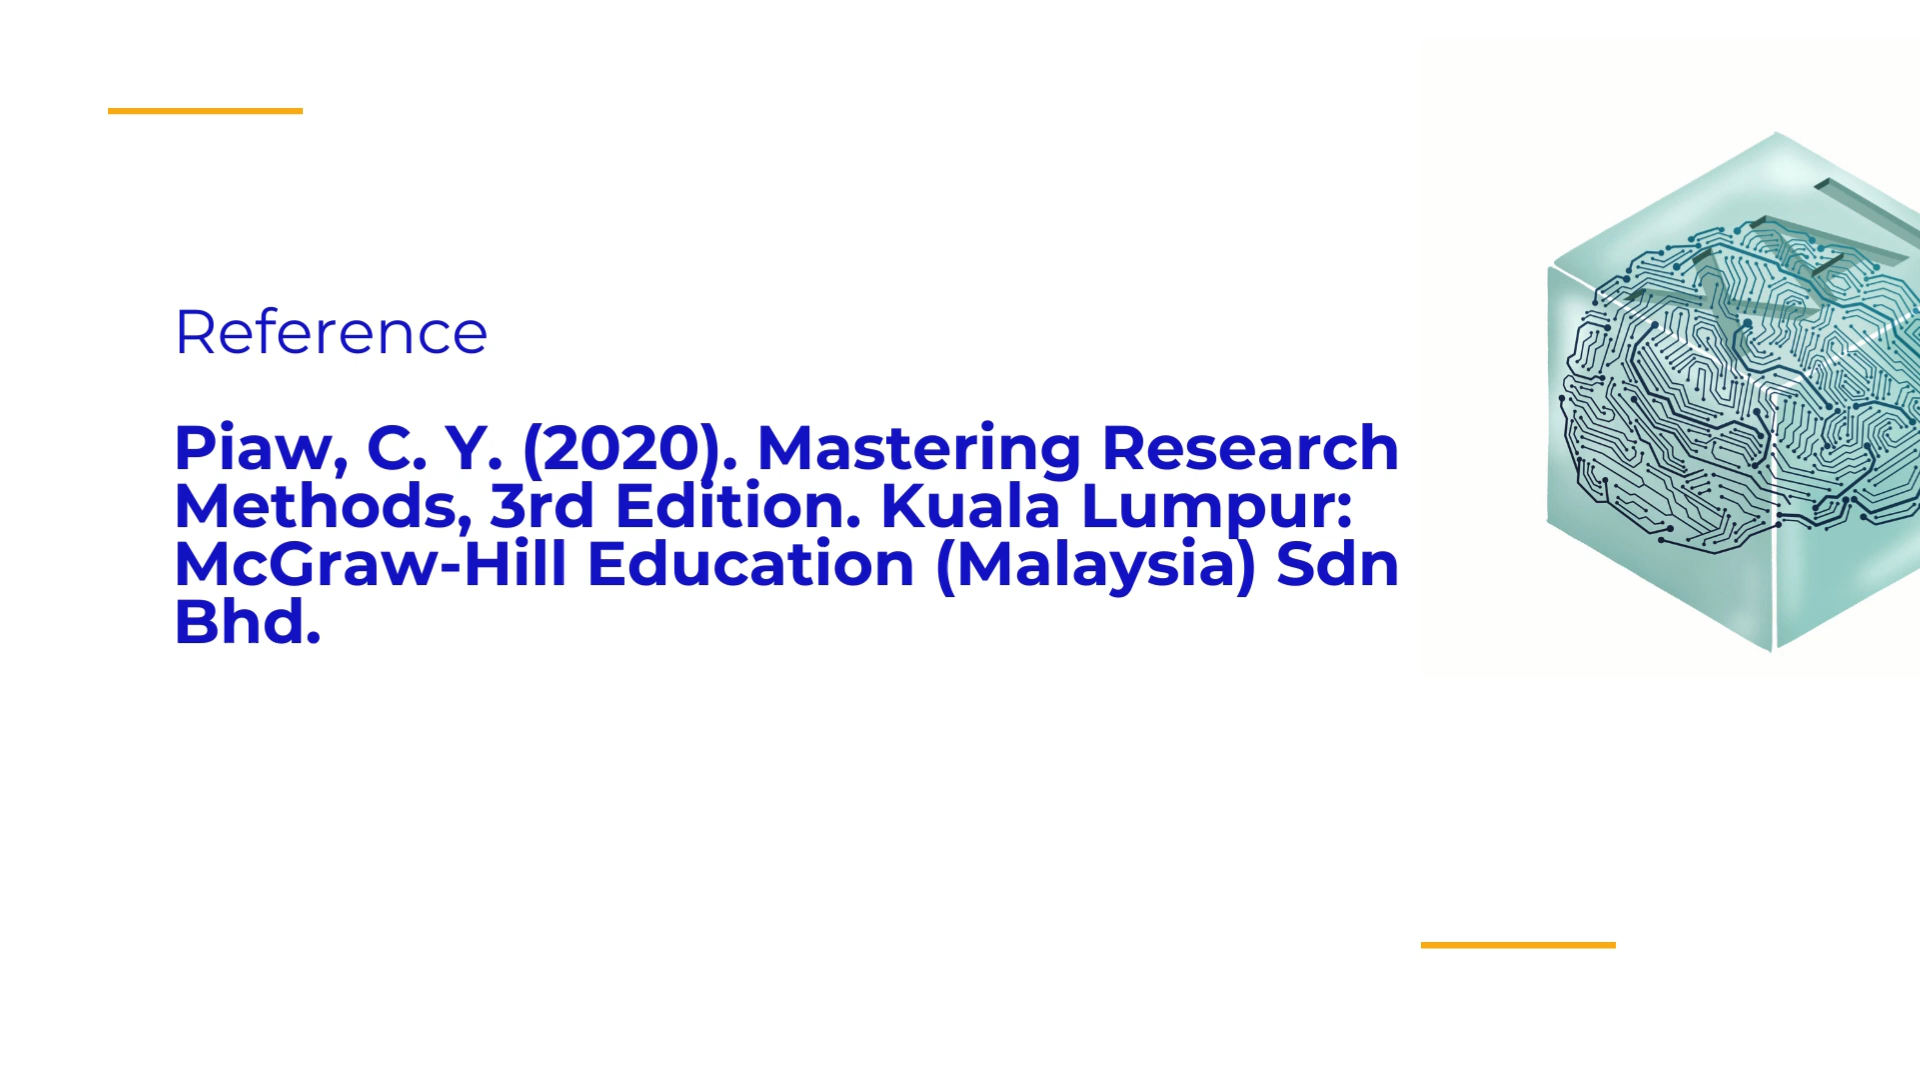 Reference
Piaw, C. Y. (2020). Mastering Research
Methods, 3rd Edition. Kuala Lumpur:
McGraw-Hill Education (Malaysia) Sdn
Bhd.